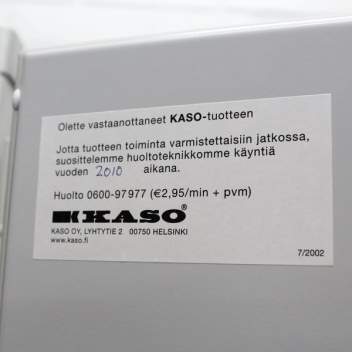 Olette vastaanottaneet KASO-tuotteen
Jotta tuotteen toiminta varmistettaisiin jatkossa,
suosittelemme huoltoteknikkomme käyntiä
vuoden 2010 aikana.
Huolto 0600-97977 (€2,95/min + pvm)
KASO®
KASO OY, LYHTYTIE 2 00750 HELSINKI
www.kaso.fi
7/2002